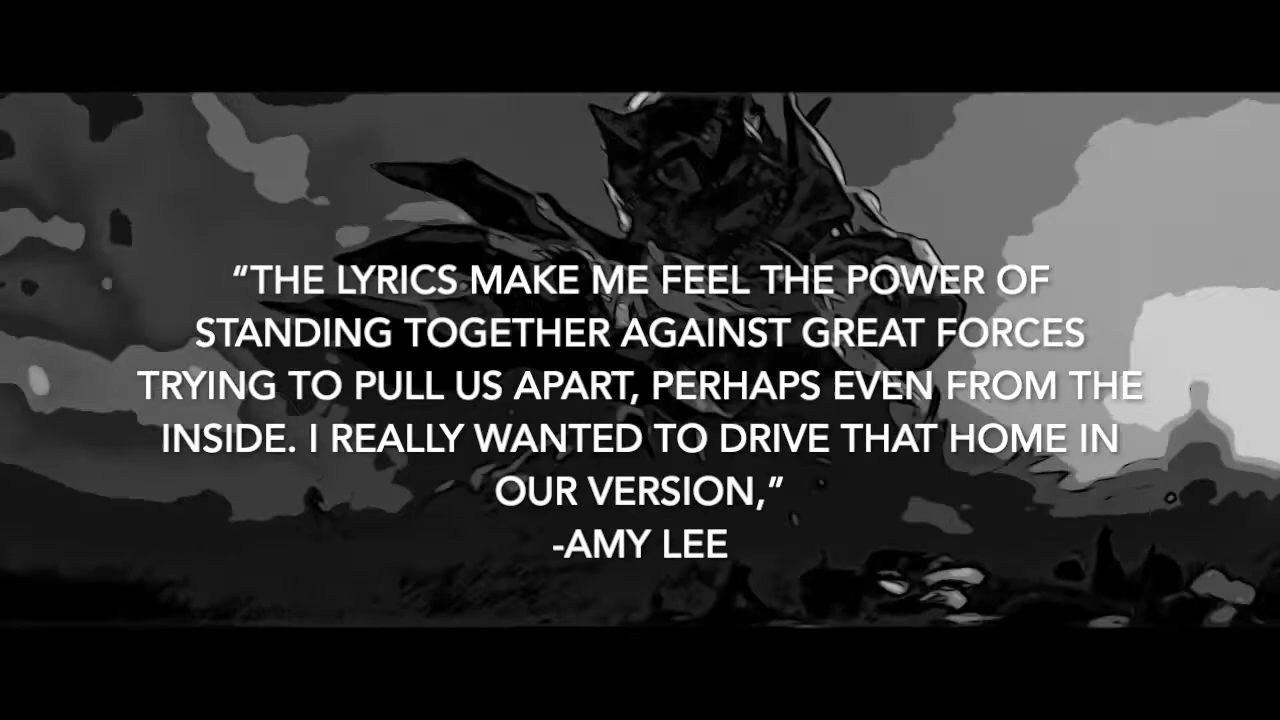 “THE LYRICS MAKE ME FEEL THE POWER OF
STANDING TOGETHER AGAINST GREAT FORCES
TRYING TO PULL US APART, PERHAPS EVEN FROM THE
INSIDE. I REALLY WANTED TO DRIVE THAT HOME IN
OUR VERSION,”
-AMY LEE